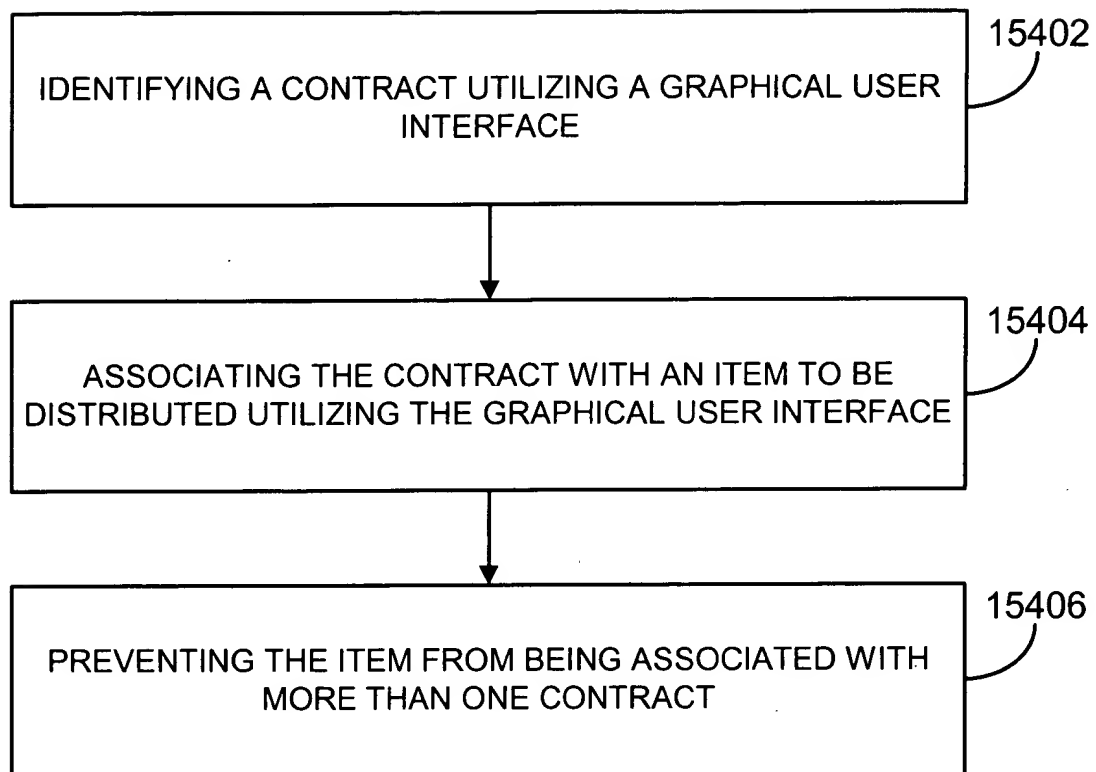 15402
IDENTIFYING A CONTRACT UTILIZING A GRAPHICAL USER
INTERFACE
15404
ASSOCIATING THE CONTRACT WITH AN ITEM TO BE
DISTRIBUTED UTILIZING THE GRAPHICAL USER INTERFACE
15406
PREVENTING THE ITEM FROM BEING ASSOCIATED WITH
MORE THAN ONE CONTRACT